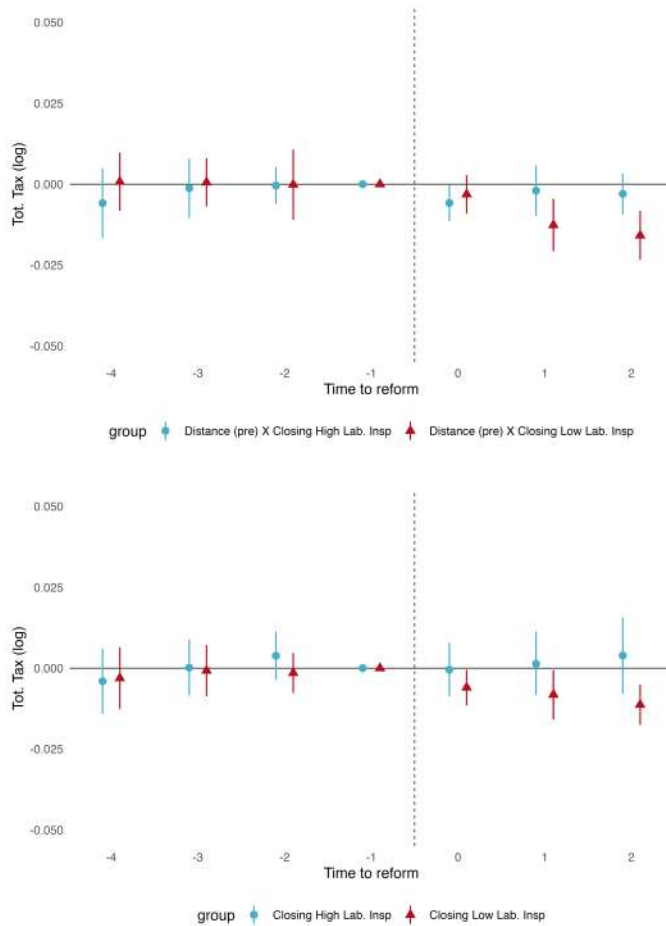 0.050
0.025
0.000
-0.025
-0.050
Tot. Tax (log)
-4 -3 -2 -1 0 1 2
Time to reform
group Distance (pre) X Closing High Lab. Insp Distance (pre) X Closing Low Lab. Insp
0.050
0.025
0.000
-0.025
-0.050
Tot. Tax (log)
-4 -3 -2 -1 0 1 2
Time to reform
group Closing High Lab. Insp Closing Low Lab. Insp